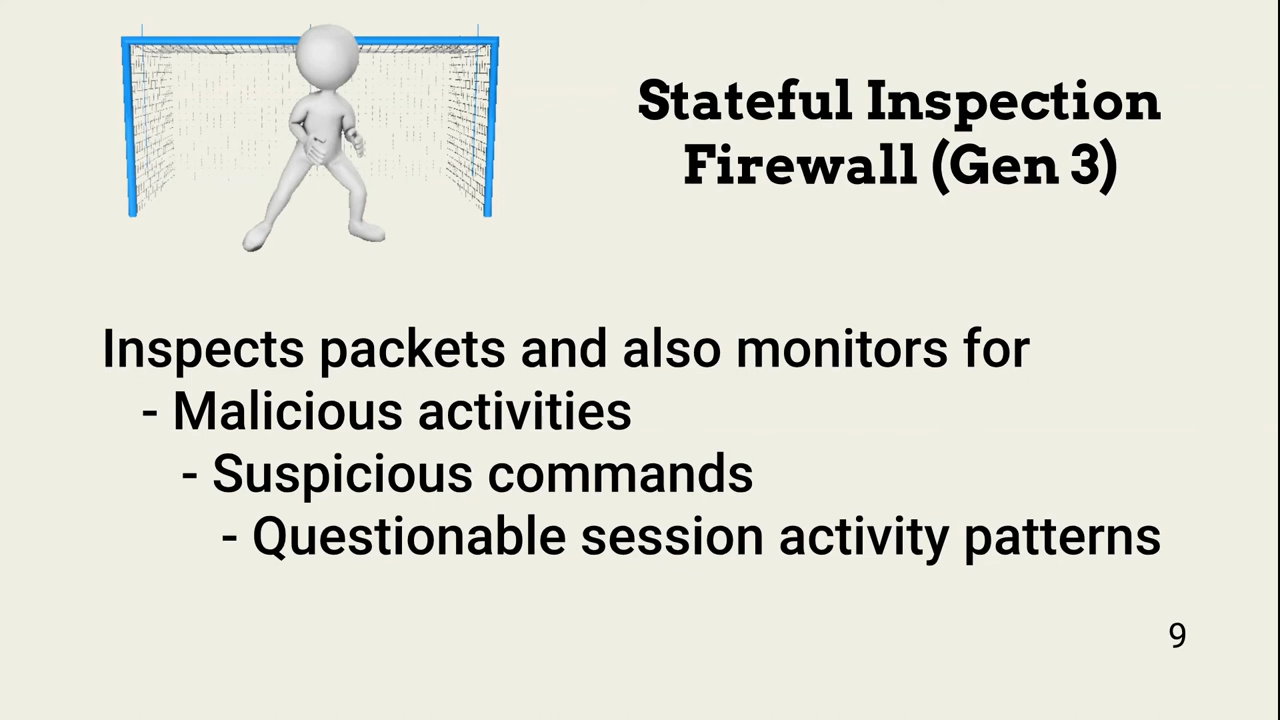 Stateful Inspection
Firewall (Gen 3)
Inspects packets and also monitors for
- Malicious activities
- Suspicious commands
- Questionable session activity patterns
9